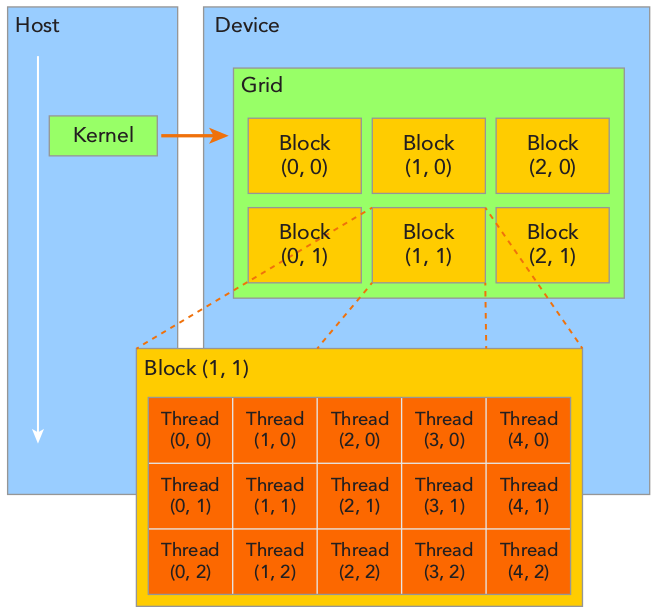 Host
Device
Grid
Kernel
Block
(0, 0)
Block
(1, 0)
Block
(2, 0)
Block
(0, 1)
Block
(1, 1)
Block
(2, 1)
Block (1, 1)
Thread
(0, 0)
Thread
(1, 0)
Thread
(2, 0)
Thread
(3, 0)
Thread
(4, 0)
Thread
(0, 1)
Thread
(1, 1)
Thread
(2, 1)
Thread
(3, 1)
Thread
(4, 1)
Thread
(0, 2)
Thread
(1, 2)
Thread
(2, 2)
Thread
(3, 2)
Thread
(4, 2)